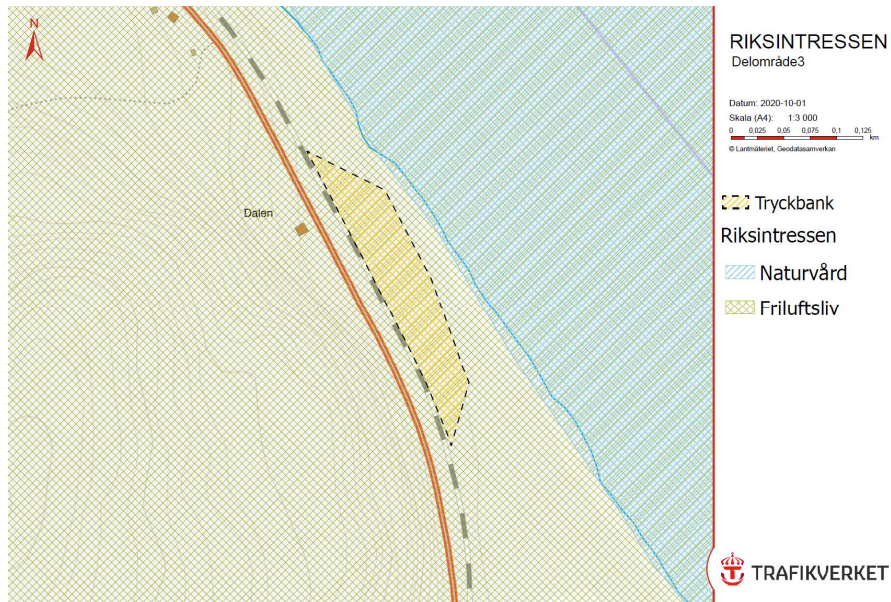 N
Dalen
RIKSINTRESSEN
Delområde3
Datum: 2020-10-01
Skala (A4): 1:3 000
0 0,025 0,05 0,075 0,1 0,125
km
© Lantmäteriet, Geodatasamverkan
Tryckbank
Riksintressen
Naturvård
Friluftsliv
TRAFIKVERKET